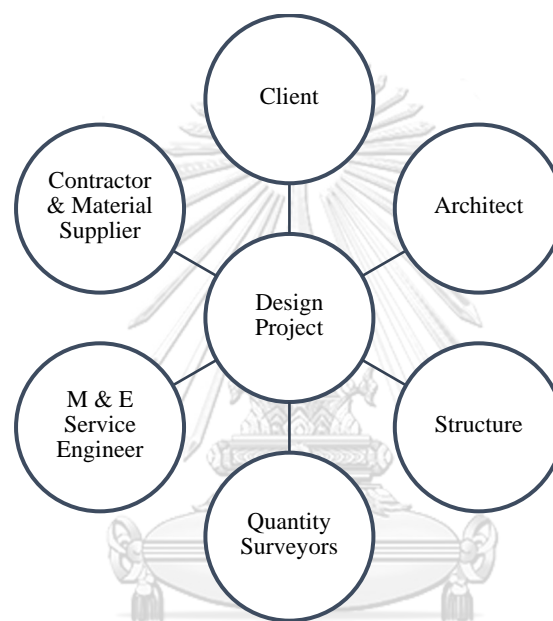 Client
Contractor
& Material
Supplier
Architect
Design
Project
M & E
Service
Engineer
Structure
Quantity
Surveyors